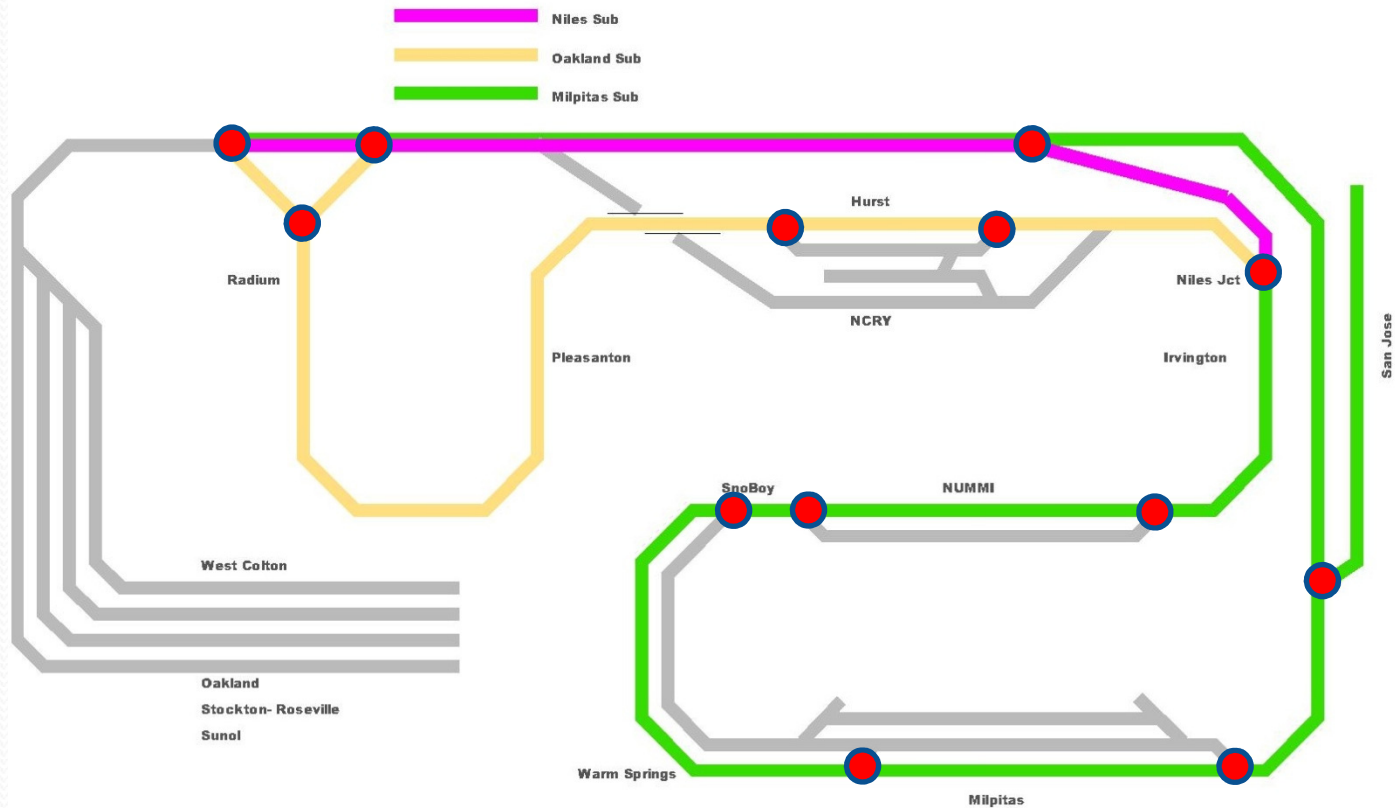 Niles Sub
Oakland Sub
Milpitas Sub
Hurst
Radium
Niles Jct
NCRY
Pleasanton
Irvington
San Jose
SnoBoy
NUMMI
West Colton
Oakland
Stockton- Roseville
Sunol
Warm Springs
Milpitas